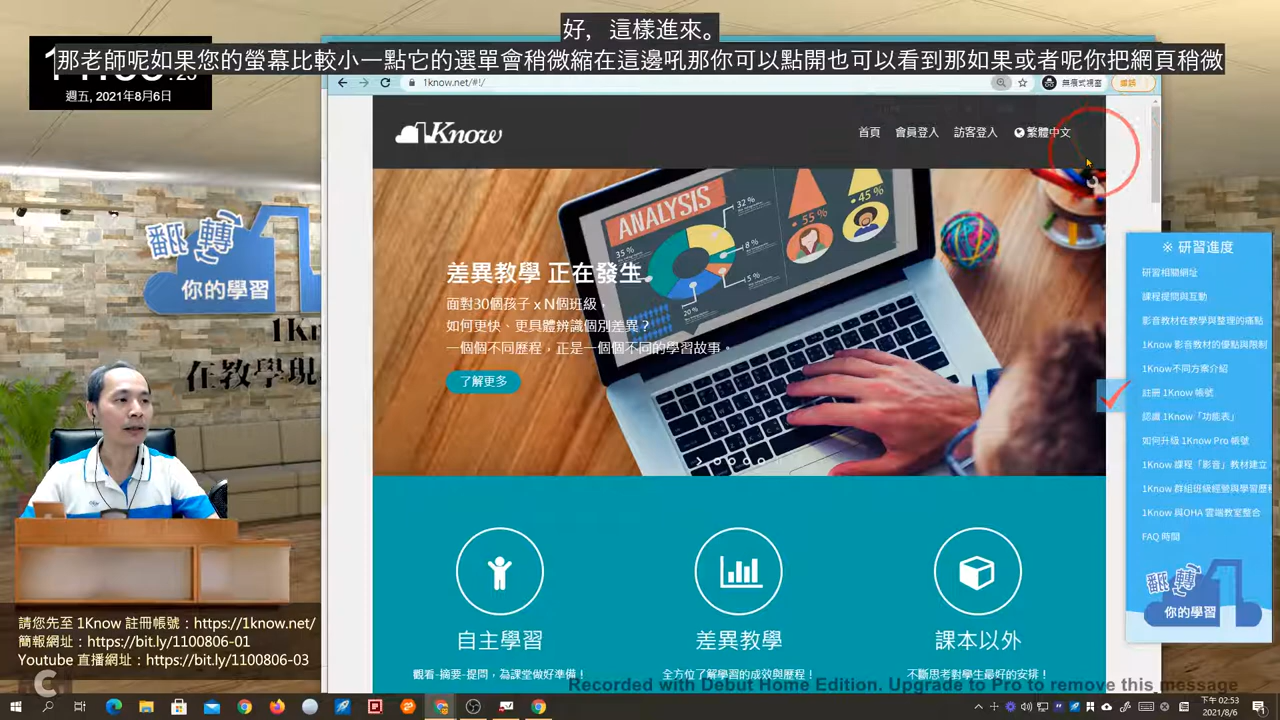 好，這樣進來。
那老師呢如果您的螢幕比較小一點它的選單會稍微縮在這邊吼那你可以點開也可以看到那如果或者呢你把網頁稍微
週五, 2021年8月6日
1know.net/#!/
無痕式視窗
1Know
首頁
會員登入
訪客登入
繁體中文
ANALYSIS
35 %
32 %
8 %
5 %
20 %
55 %
45 %
差異教學 正在發生
面對30個孩子 x N個班級，
如何更快、更具體辨識個別差異？
一個個不同歷程，正是一個個不同的學習故事。
了解更多
自主學習
差異教學
課本以外
觀看-摘要-提問，為課堂做好準備！
全方位了解學習的成效與歷程！
不斷思考對學生最好的安排！
翻轉
你的學習
在教學現
※ 研習進度
研習相關網址
課程提問與互動
影音教材在教學與整理的痛點
1Know 影音教材的優點與限制
1Know不同方案介紹
註冊 1Know 帳號
認識 1Know「功能表」
如何升級 1Know Pro 帳號
1Know 課程「影音」教材建立
1Know 群組班級經營與學習歷
1Know 與OHA 雲端教室整合
FAQ 時間
翻轉
你的學習
請您先至 1Know 註冊帳號：https://1know.net/
簡報網址：https://bit.ly/1100806-01
Youtube 直播網址：https://bit.ly/1100806-03
Recorded with Debut Home Edition. Upgrade to Pro to remove this message
下午 02:53
2021/8/6